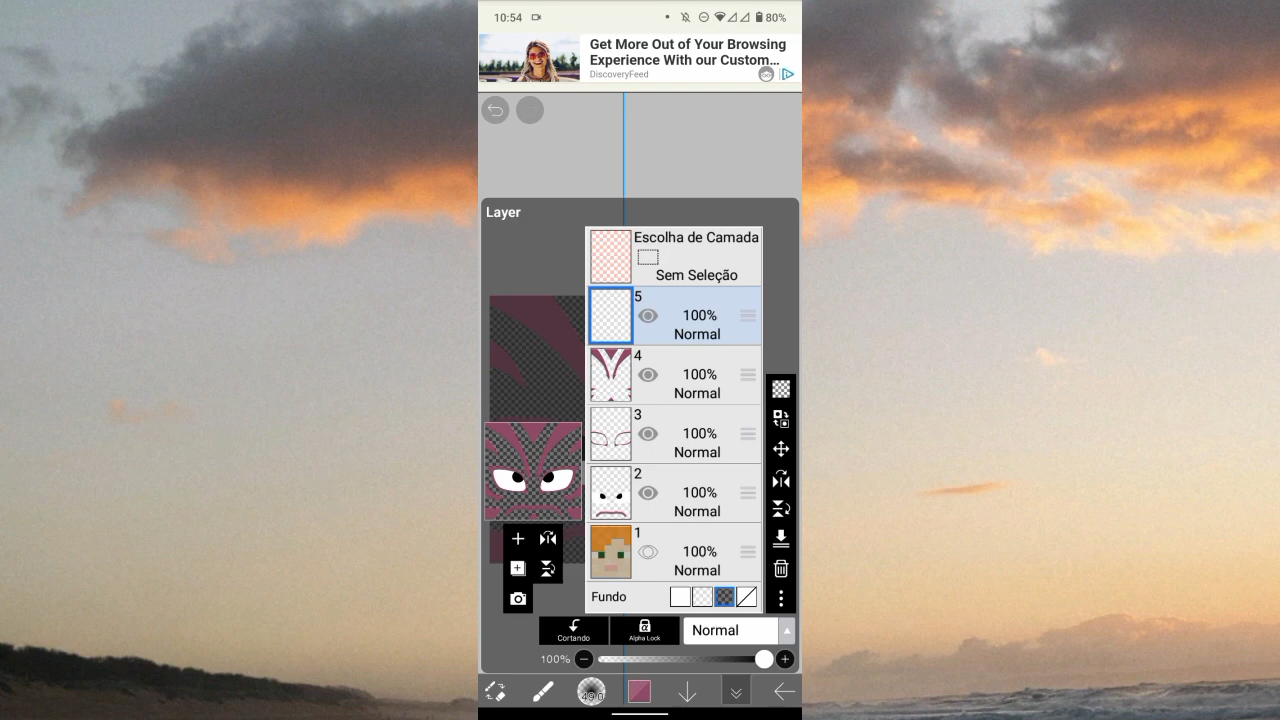 10:54
80%
Get More Out of Your Browsing
Experience With our Custom…
DiscoveryFeed
Layer
Escolha de Camada
Sem Seleção
5
100%
Normal
4
100%
Normal
3
100%
Normal
2
100%
Normal
1
100%
Normal
Fundo
Cortando
Alpha Lock
Normal
100%
49.0